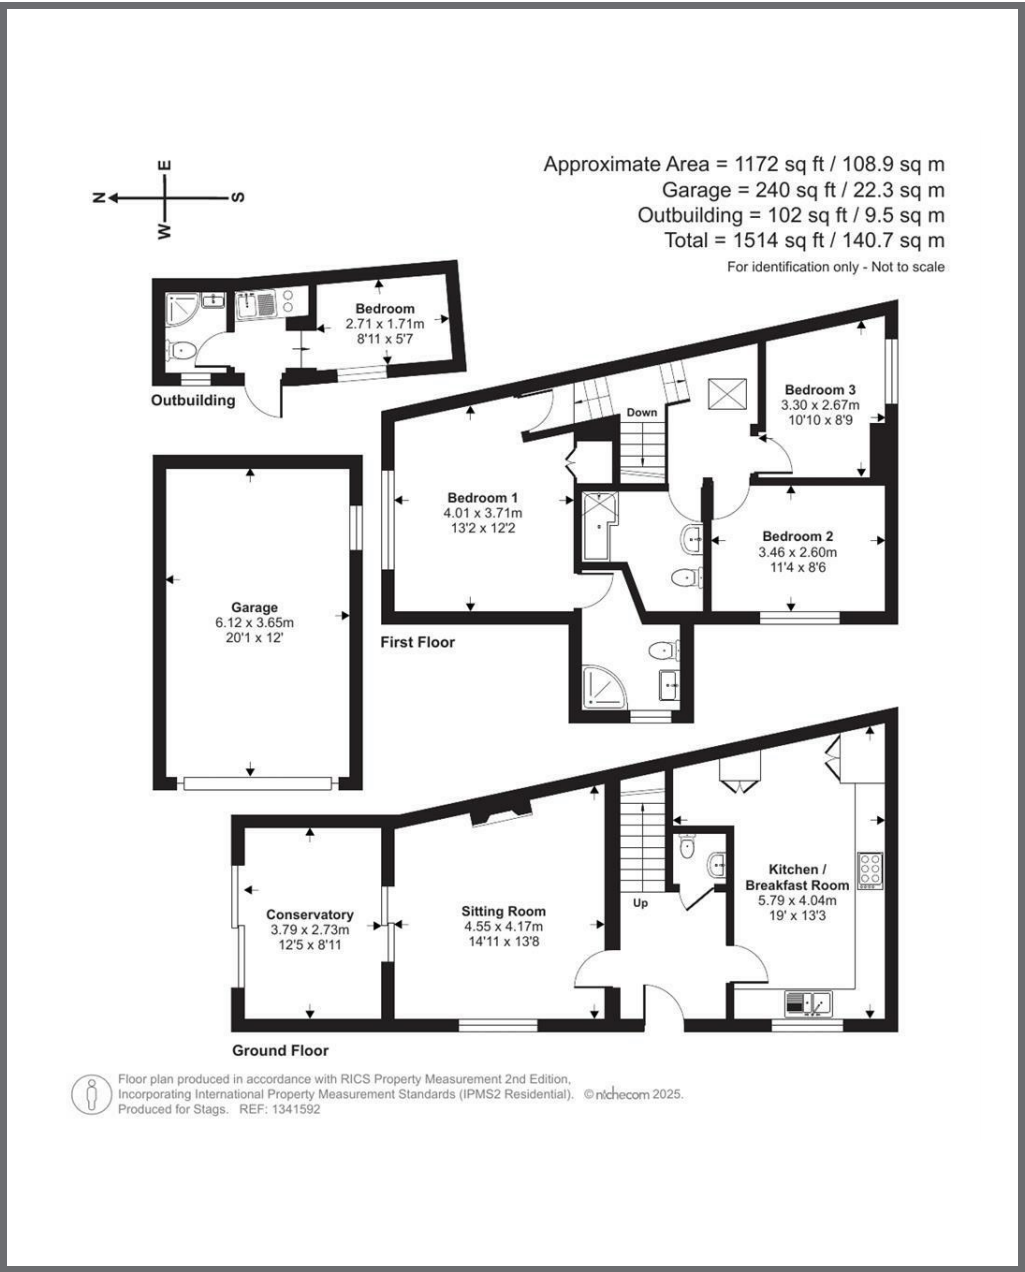 Approximate Area = 1172 sq ft / 108.9 sq m
Garage = 240 sq ft / 22.3 sq m
Outbuilding = 102 sq ft / 9.5 sq m
Total = 1514 sq ft / 140.7 sq m
For identification only - Not to scale
E
N
S
W
Bedroom
2.71 x 1.71m
8'11 x 5'7
Outbuilding
Down
Bedroom 3
3.30 x 2.67m
10'10 x 8'9
Bedroom 1
4.01 x 3.71m
13'2 x 12'2
Bedroom 2
3.46 x 2.60m
11'4 x 8'6
First Floor
Garage
6.12 x 3.65m
20'1 x 12'
Kitchen /
Breakfast Room
5.79 x 4.04m
19' x 13'3
Up
Sitting Room
4.55 x 4.17m
14'11 x 13'8
Conservatory
3.79 x 2.73m
12'5 x 8'11
Ground Floor
Floor plan produced in accordance with RICS Property Measurement 2nd Edition,
Incorporating International Property Measurement Standards (IPMS2 Residential). © nichecom 2025.
Produced for Stags. REF: 1341592